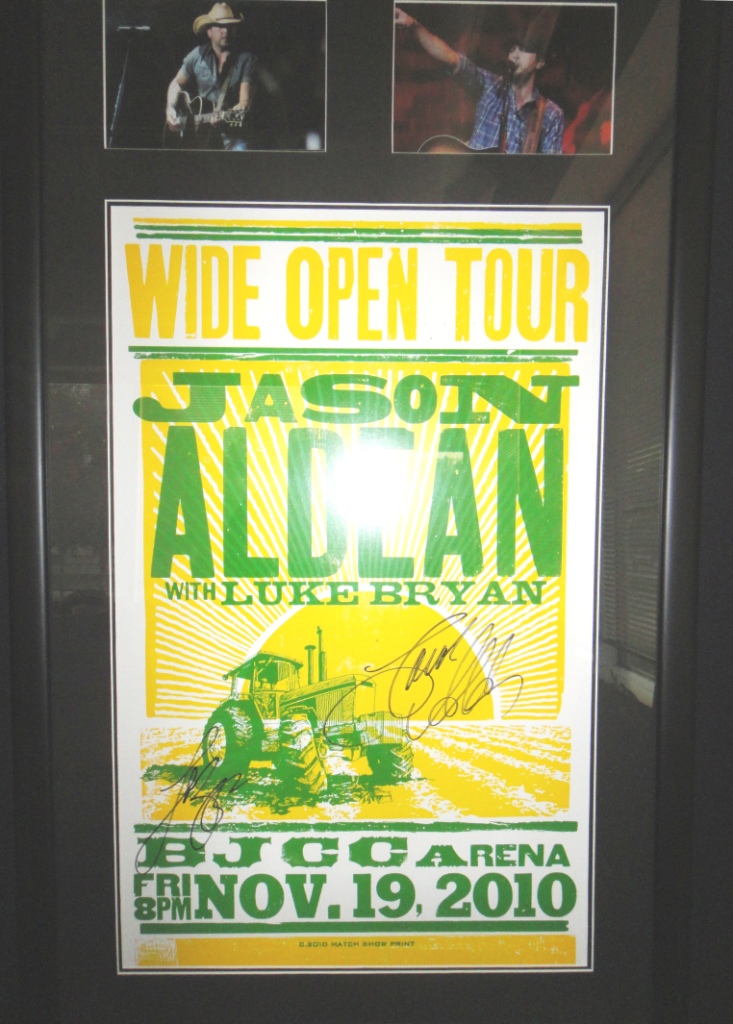 WIDE OPEN TOUR
JASON
ALDEAN
WITH LUKE BRYAN
BJCC ARENA
FRI 8PM NOV. 19, 2010
©.2010 HATCH SHOW PRINT